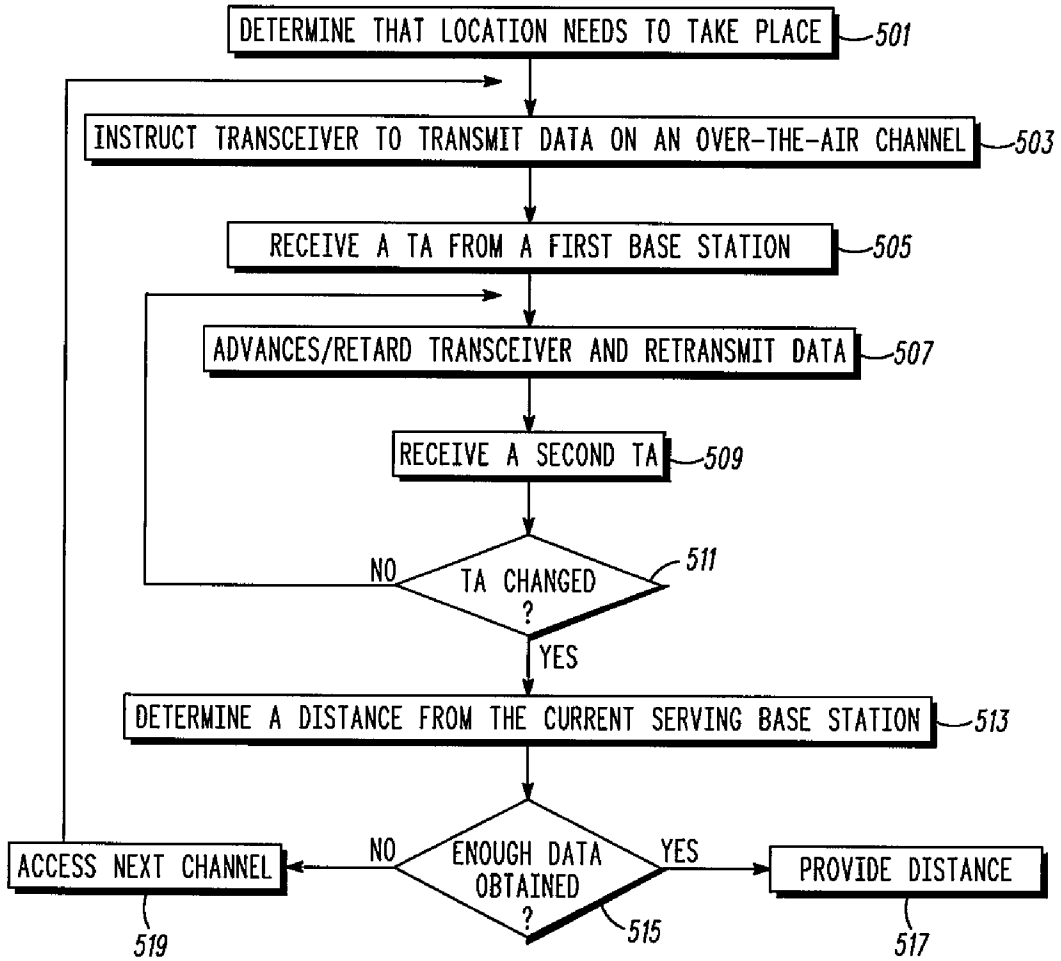 DETERMINE THAT LOCATION NEEDS TO TAKE PLACE
501
INSTRUCT TRANSCEIVER TO TRANSMIT DATA ON AN OVER-THE-AIR CHANNEL
503
RECEIVE A TA FROM A FIRST BASE STATION
505
ADVANCES/RETARD TRANSCEIVER AND RETRANSMIT DATA
507
RECEIVE A SECOND TA
509
NO
TA CHANGED
?
511
YES
DETERMINE A DISTANCE FROM THE CURRENT SERVING BASE STATION
513
ACCESS NEXT CHANNEL
519
NO
ENOUGH DATA
OBTAINED
?
515
YES
PROVIDE DISTANCE
517